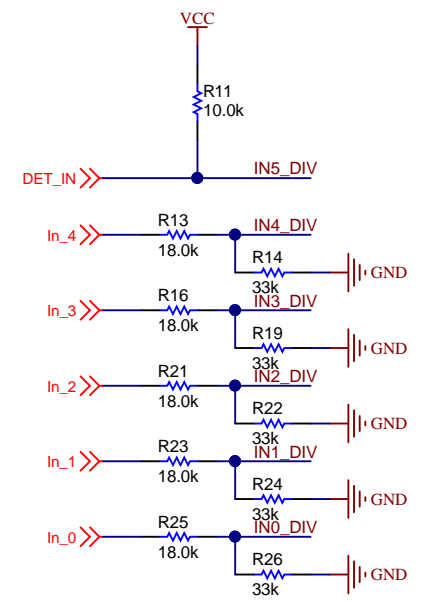 VCC
R11
10.0k
DET_IN
IN5_DIV
In_4
R13
18.0k
IN4_DIV
R14
33k
GND
In_3
R16
18.0k
IN3_DIV
R19
33k
GND
In_2
R21
18.0k
IN2_DIV
R22
33k
GND
In_1
R23
18.0k
IN1_DIV
R24
33k
GND
In_0
R25
18.0k
IN0_DIV
R26
33k
GND